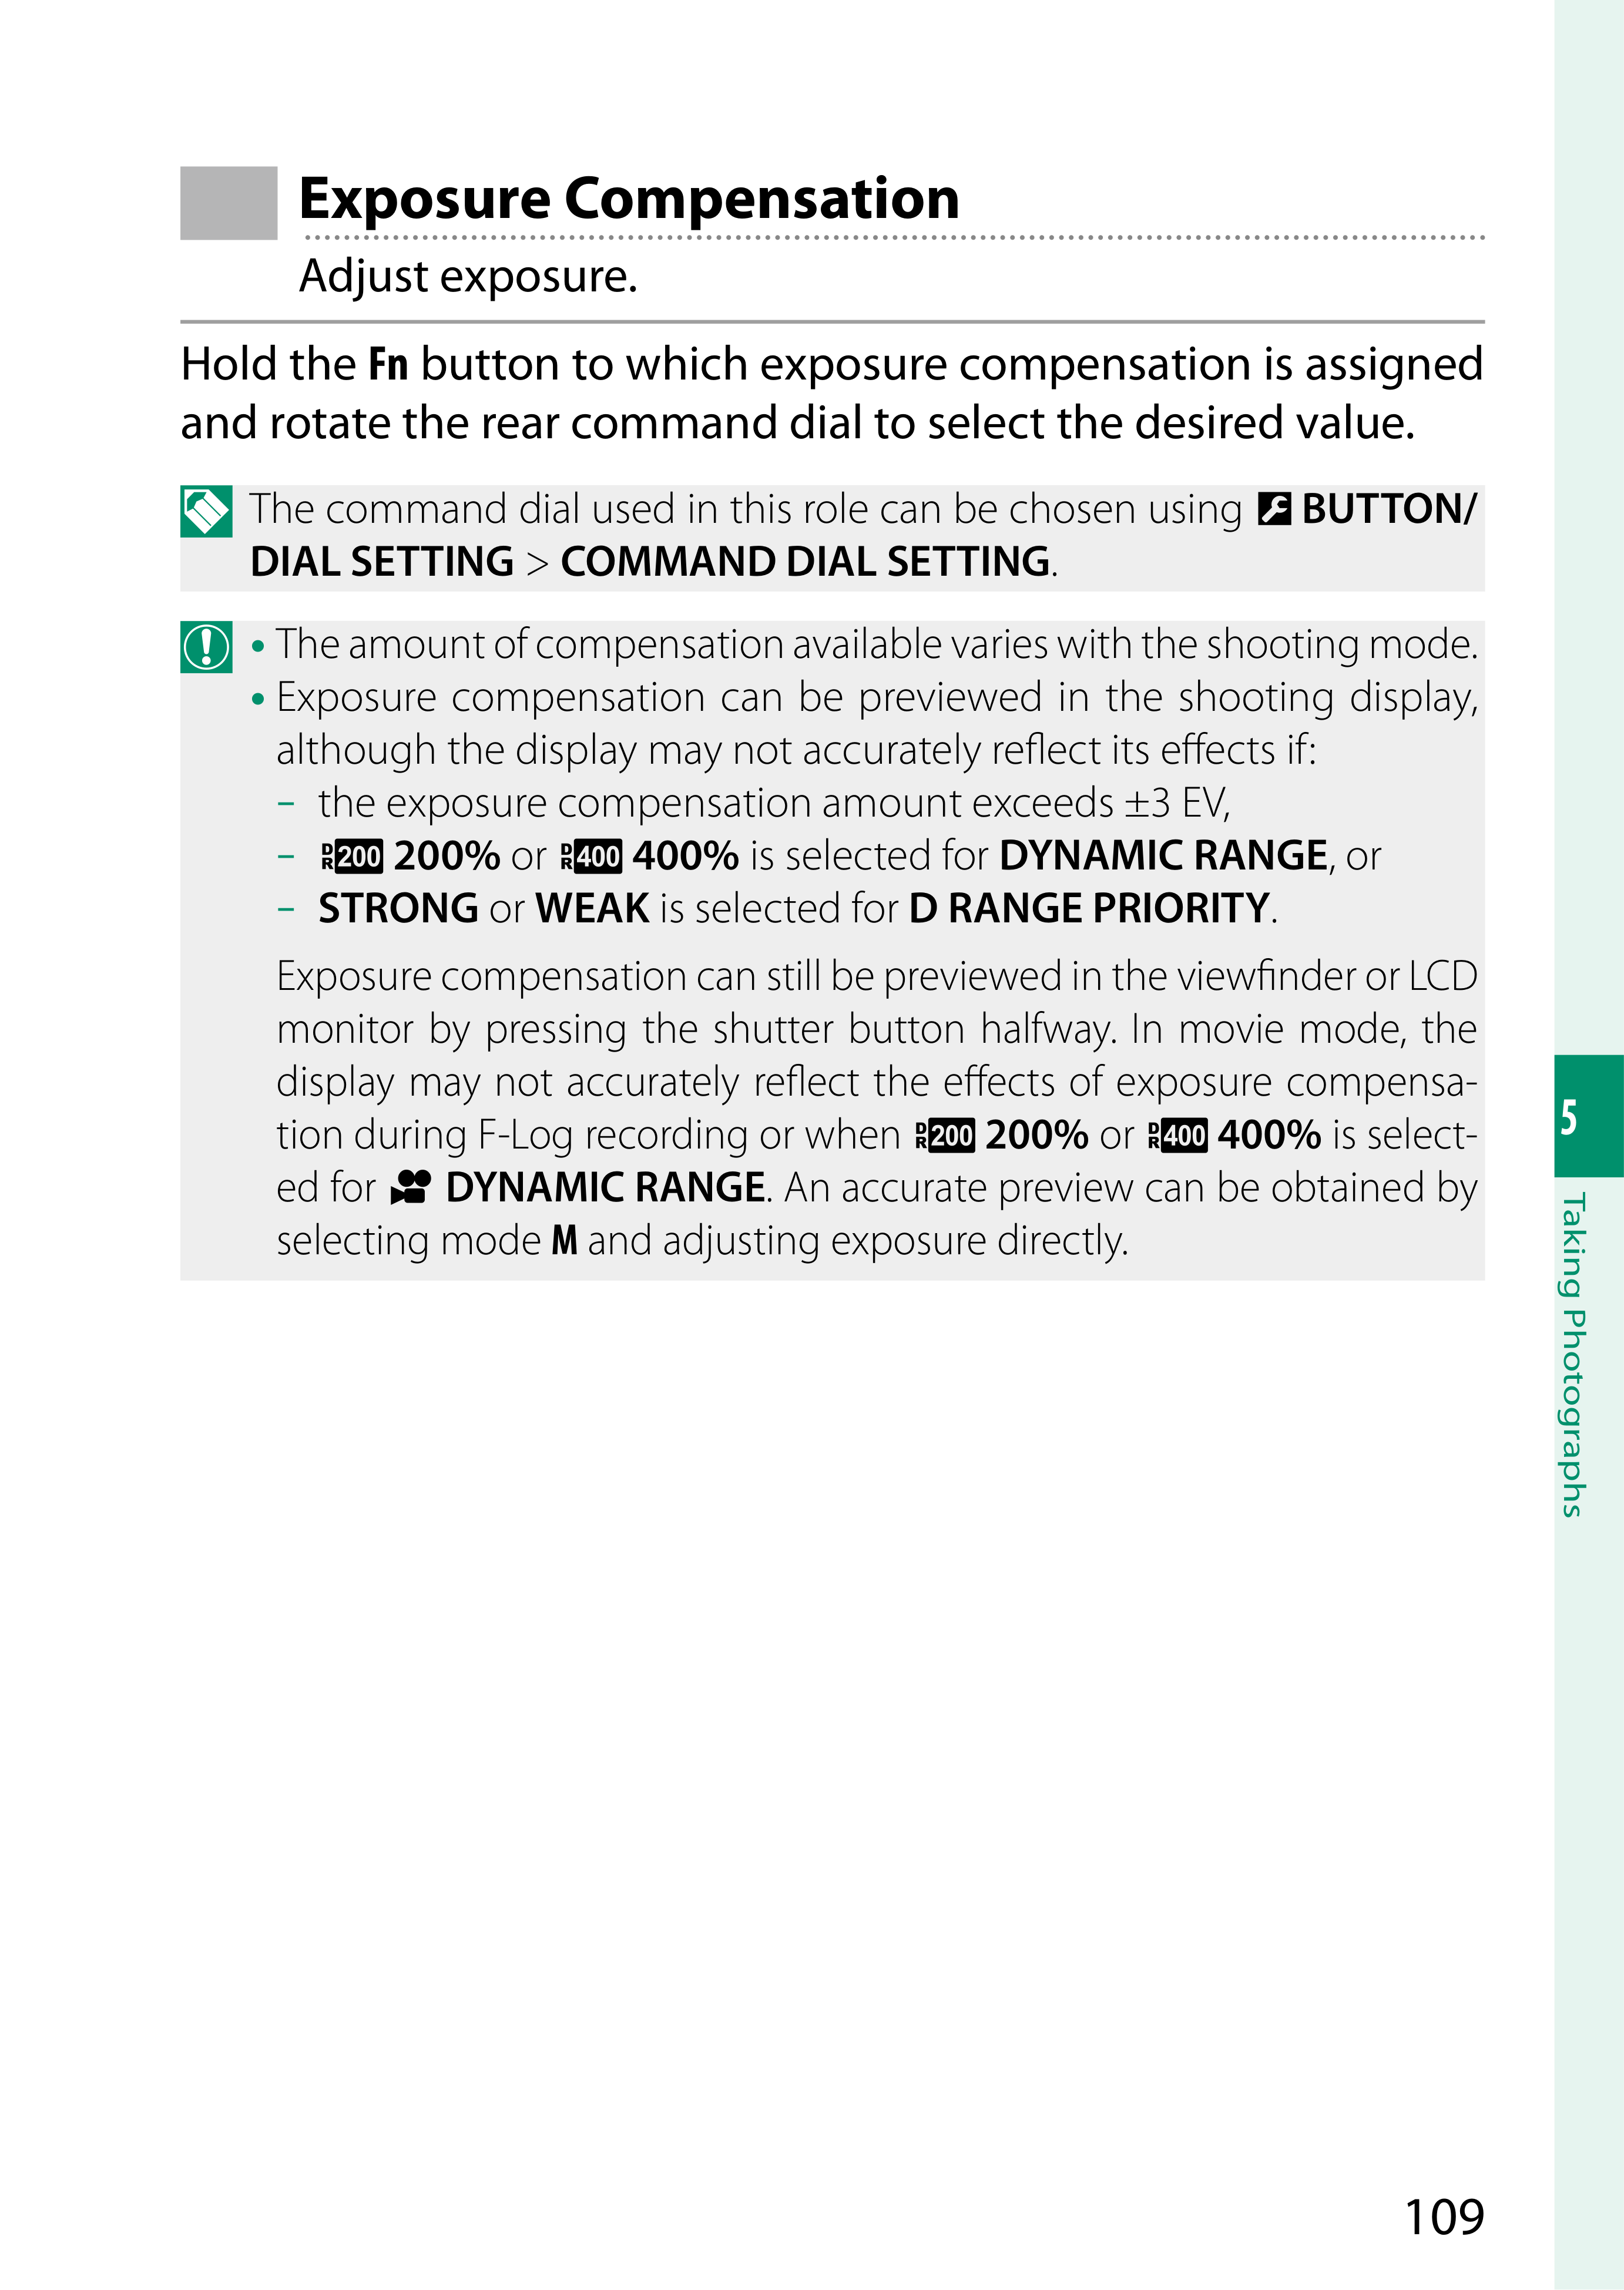 Exposure Compensation
Adjust exposure.
Hold the Fn button to which exposure compensation is assigned
and rotate the rear command dial to select the desired value.
The command dial used in this role can be chosen using BUTTON/
DIAL SETTING > COMMAND DIAL SETTING.
• The amount of compensation available varies with the shooting mode.
• Exposure compensation can be previewed in the shooting display,
although the display may not accurately reflect its effects if:
– the exposure compensation amount exceeds ±3 EV,
– DR200 200% or DR400 400% is selected for DYNAMIC RANGE, or
– STRONG or WEAK is selected for D RANGE PRIORITY.
Exposure compensation can still be previewed in the viewfinder or LCD
monitor by pressing the shutter button halfway. In movie mode, the
display may not accurately reflect the effects of exposure compensa-
tion during F-Log recording or when DR200 200% or DR400 400% is select-
ed for DYNAMIC RANGE. An accurate preview can be obtained by
selecting mode M and adjusting exposure directly.
5
Taking Photographs
109